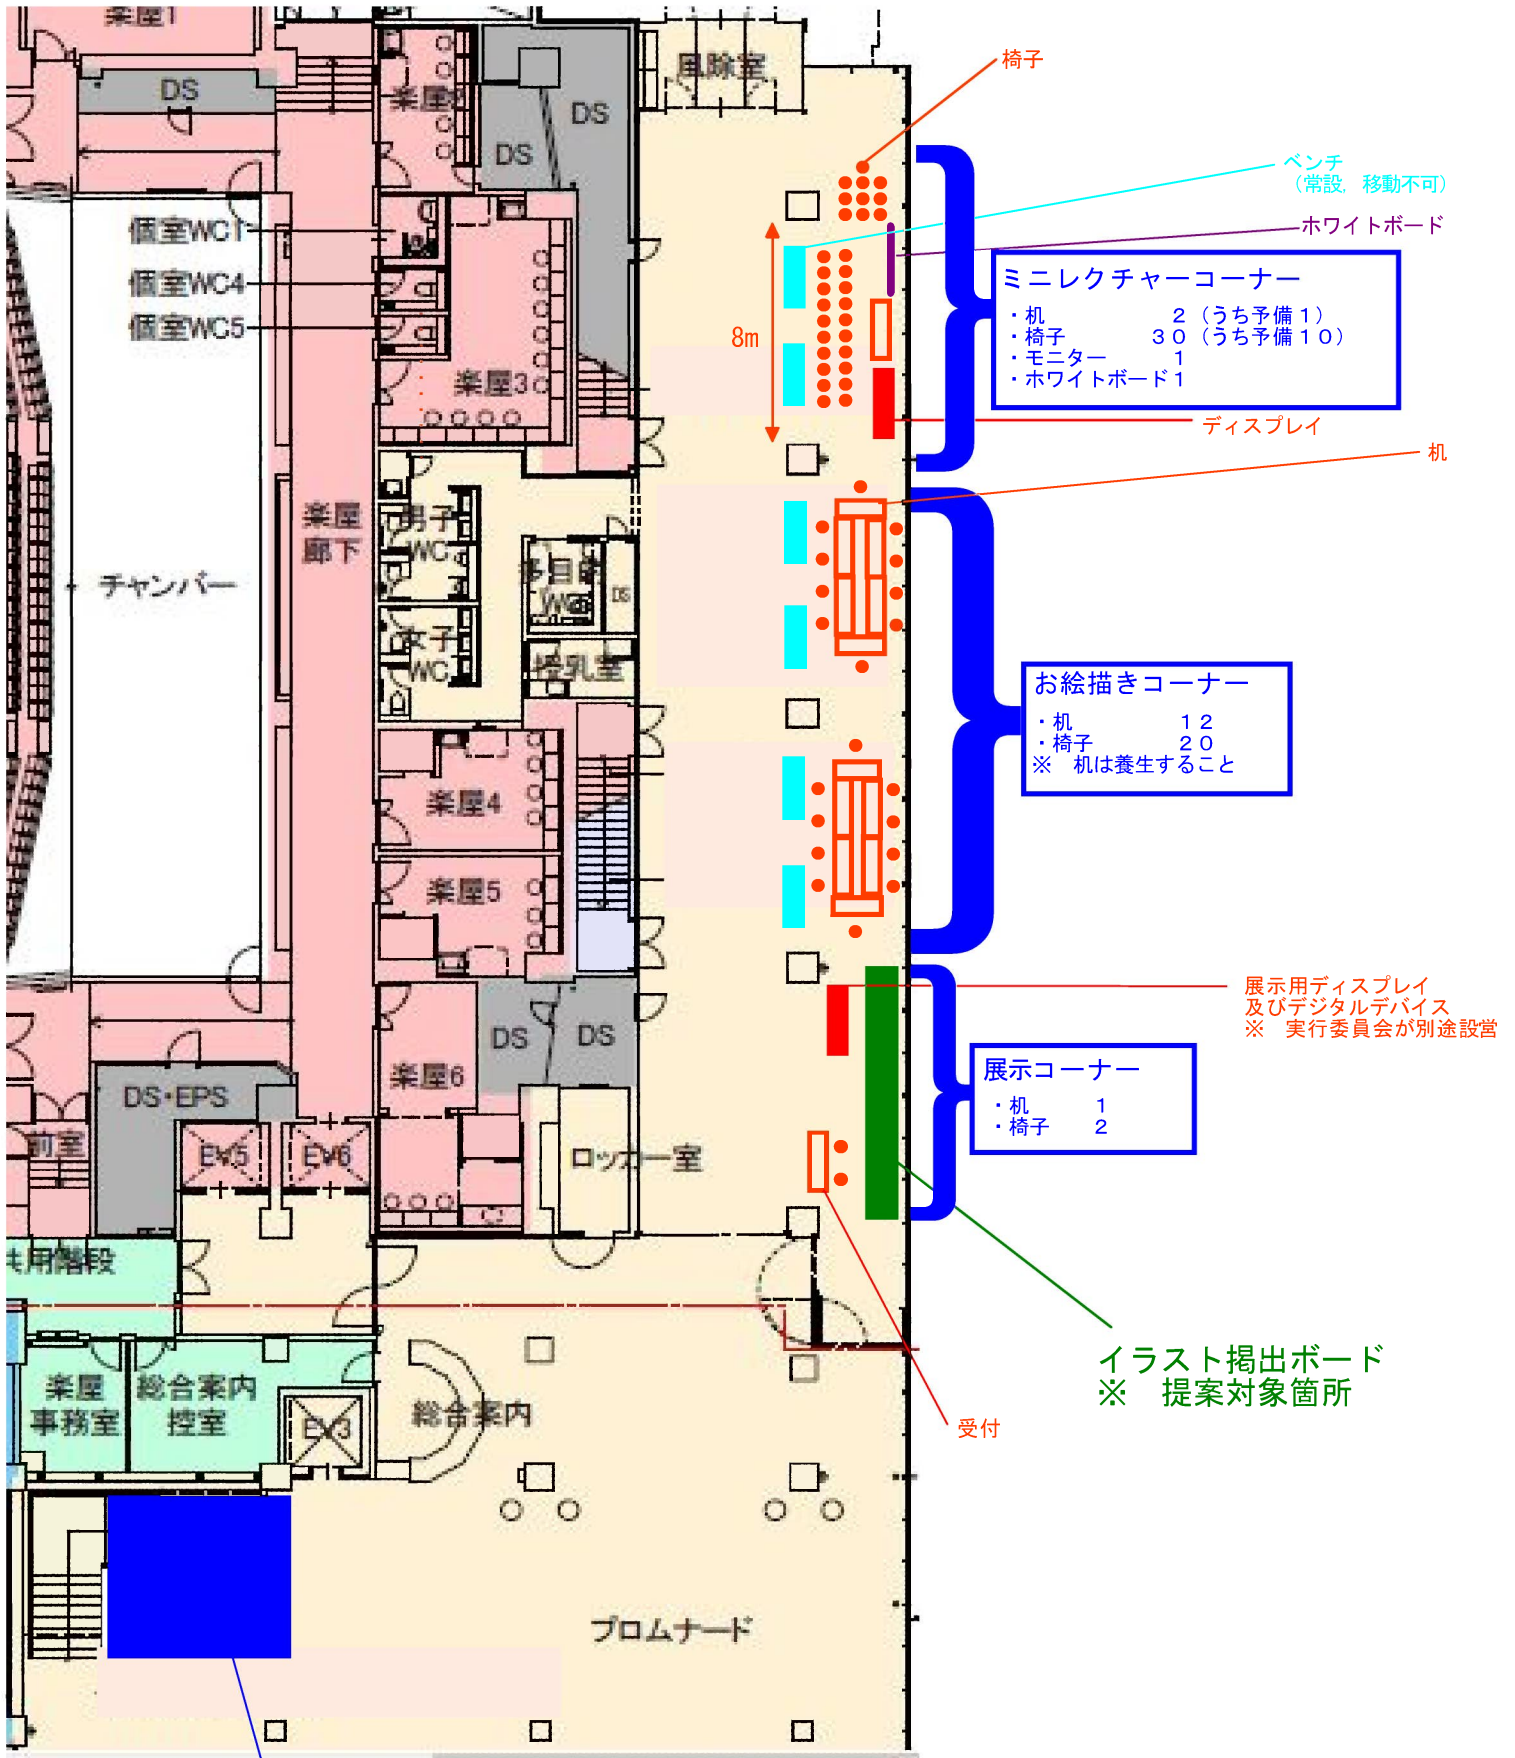 楽屋1
DS
楽屋
DS
DS
風除室
椅子
ベンチ
（常設，移動不可）
ホワイトボード
個室WC1
個室WC4
個室WC5
8m
ミニレクチャーコーナー
・机 2（うち予備1）
・椅子 30（うち予備10）
・モニター 1
・ホワイトボード1
楽屋3
ディスプレイ
机
楽屋
廊下
男子
WC
多目的
WC
DS
チャンバー
女子
WC
授乳室
お絵描きコーナー
・机 12
・椅子 20
※ 机は養生すること
楽屋4
楽屋5
展示用ディスプレイ
及びデジタルデバイス
※ 実行委員会が別途設営
DS
DS
楽屋6
展示コーナー
・机 1
・椅子 2
DS・EPS
前室
EV5
EV6
ロッカー室
共用階段
イラスト掲出ボード
※ 提案対象箇所
受付
楽屋
事務室
総合案内
控室
EV3
総合案内
プロムナード